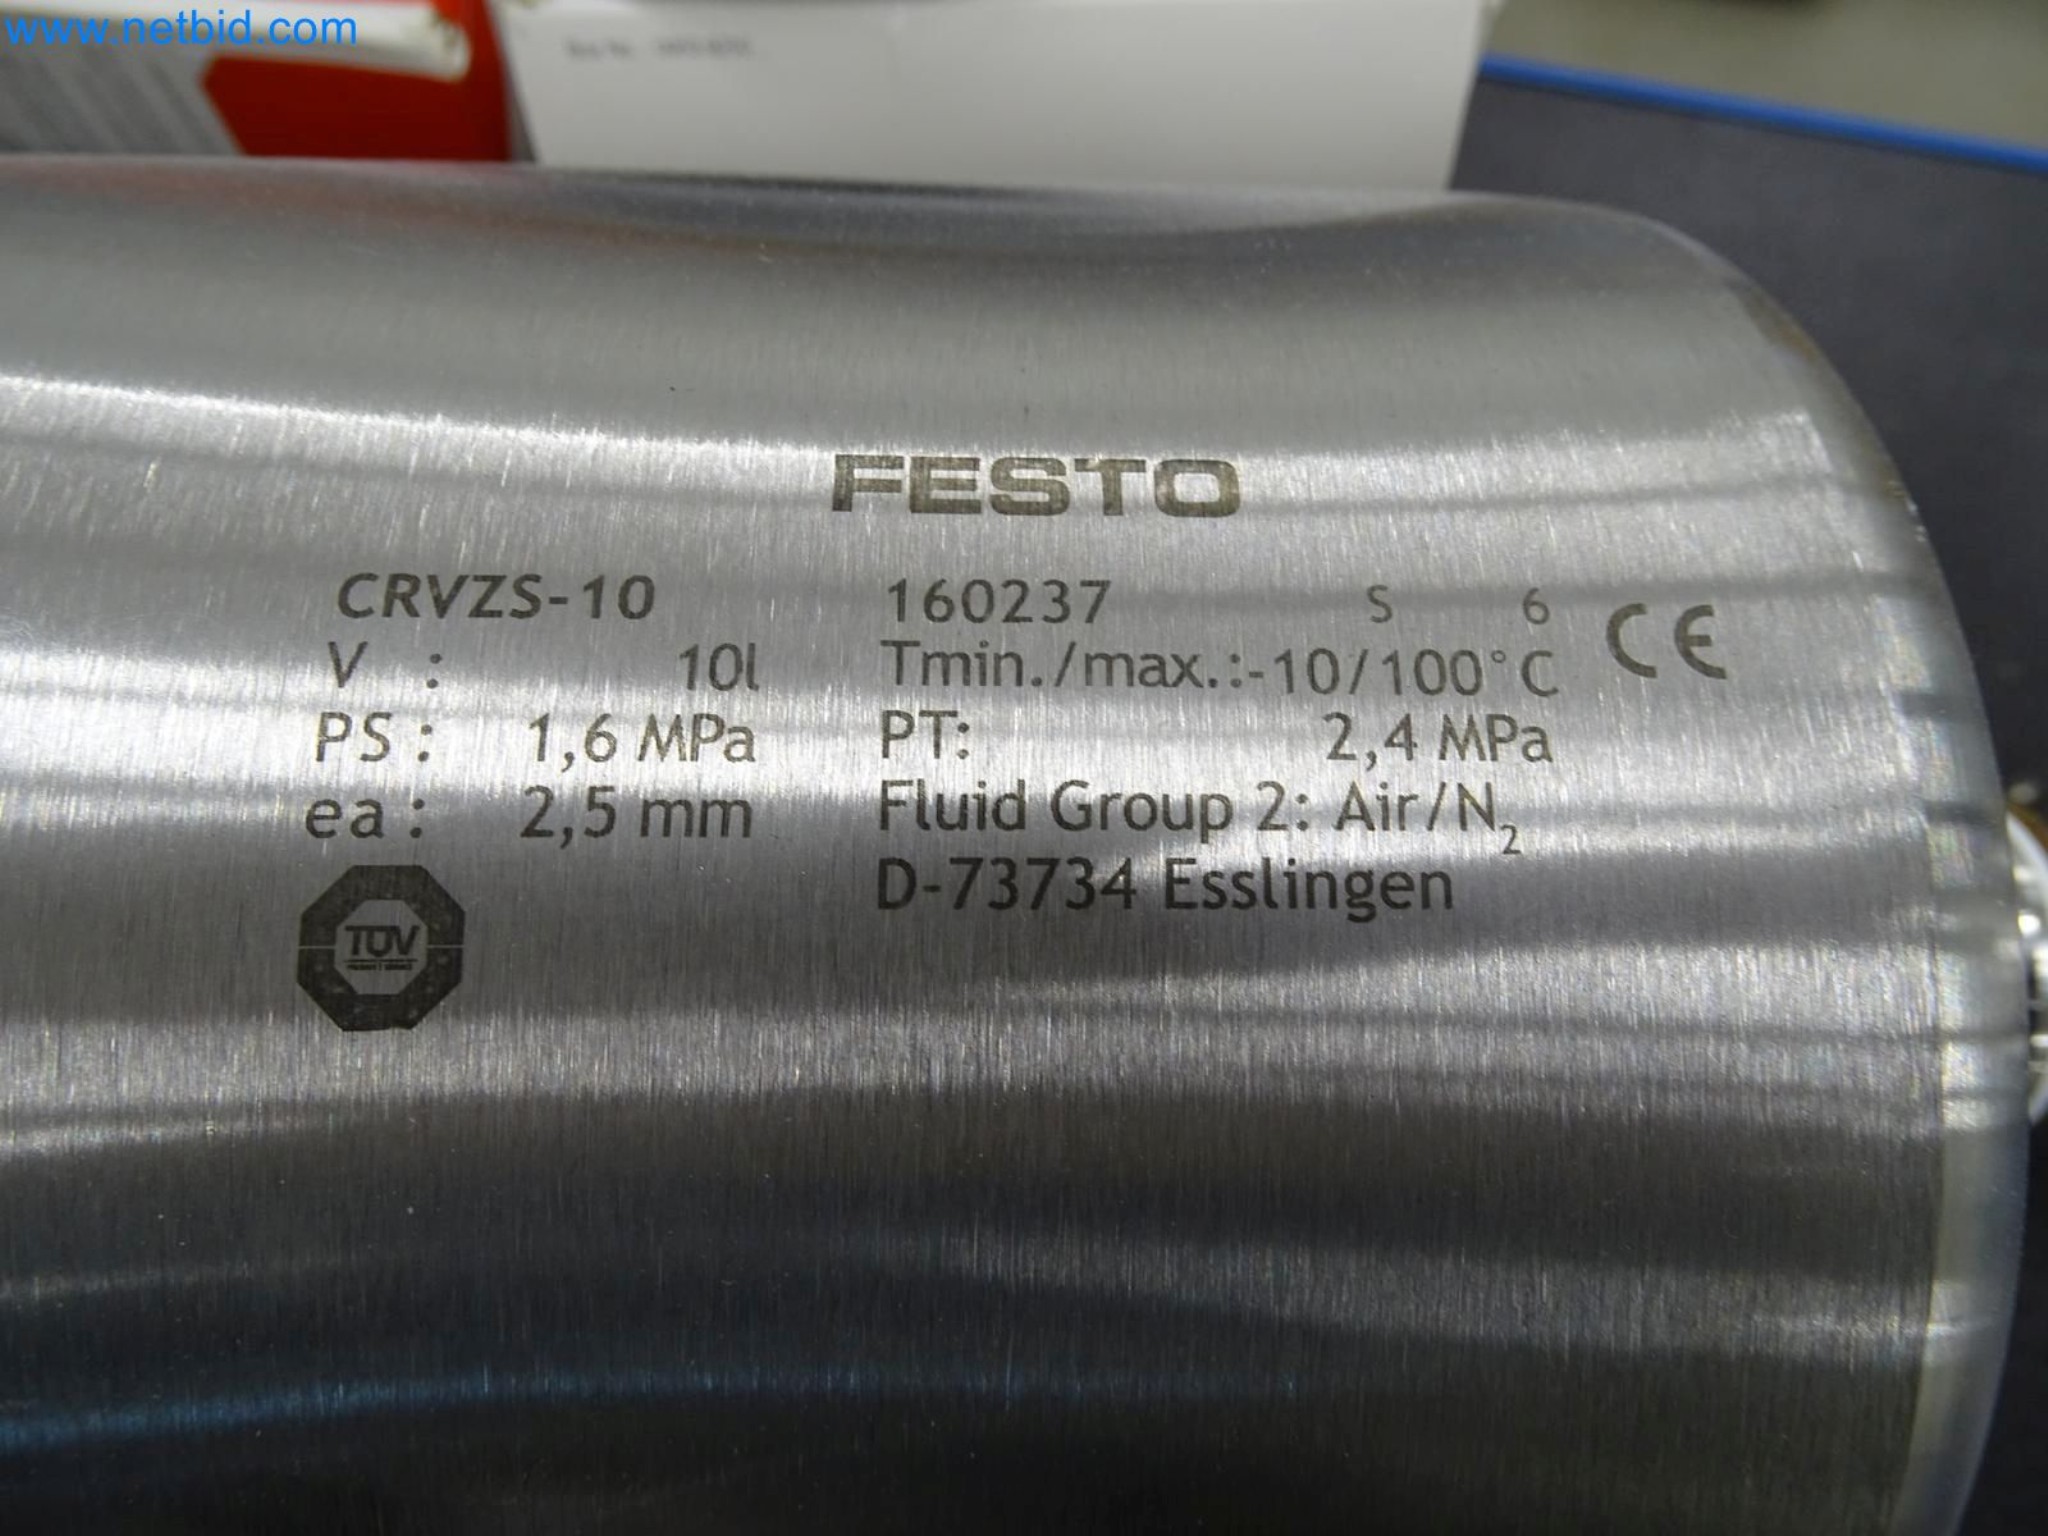 www.netbid.com
FESTO
CRVZS-10 160237 S 6 CE
V : 10l Tmin./max.:-10/100°C
PS: 1,6 MPa PT: 2,4 MPa
ea: 2,5 mm Fluid Group 2: Air/N₂
D-73734 Esslingen
TÜV